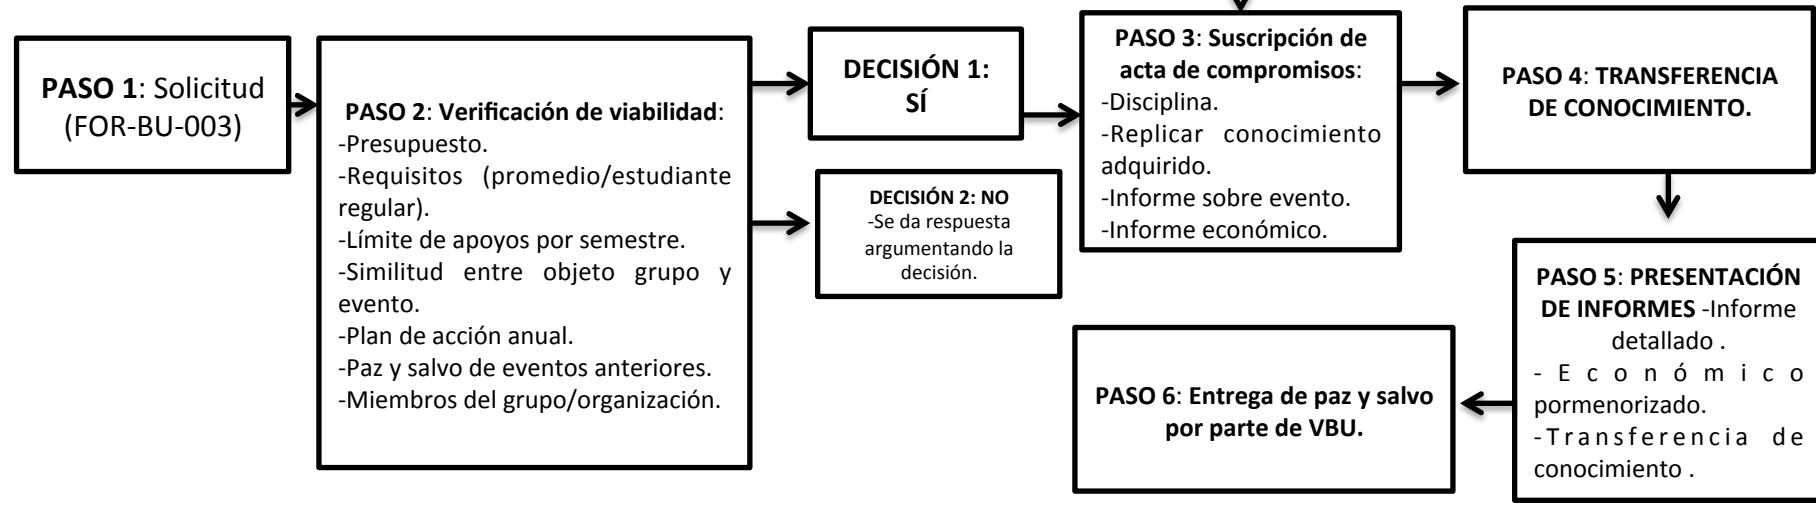 PASO 1: Solicitud
(FOR-BU-003)
PASO 2: Verificación de viabilidad:
-Presupuesto.
-Requisitos (promedio/estudiante
regular).
-Límite de apoyos por semestre.
-Similitud entre objeto grupo y
evento.
-Plan de acción anual.
-Paz y salvo de eventos anteriores.
-Miembros del grupo/organización.
DECISIÓN 1:
SÍ
DECISIÓN 2: NO
-Se da respuesta
argumentando la
decisión.
PASO 3: Suscripción de
acta de compromisos:
-Disciplina.
-Replicar conocimiento
adquirido.
-Informe sobre evento.
-Informe económico.
PASO 4: TRANSFERENCIA
DE CONOCIMIENTO.
PASO 5: PRESENTACIÓN
DE INFORMES -Informe
detallado .
- Económico
pormenorizado.
-Transferencia de
conocimiento .
PASO 6: Entrega de paz y salvo
por parte de VBU.